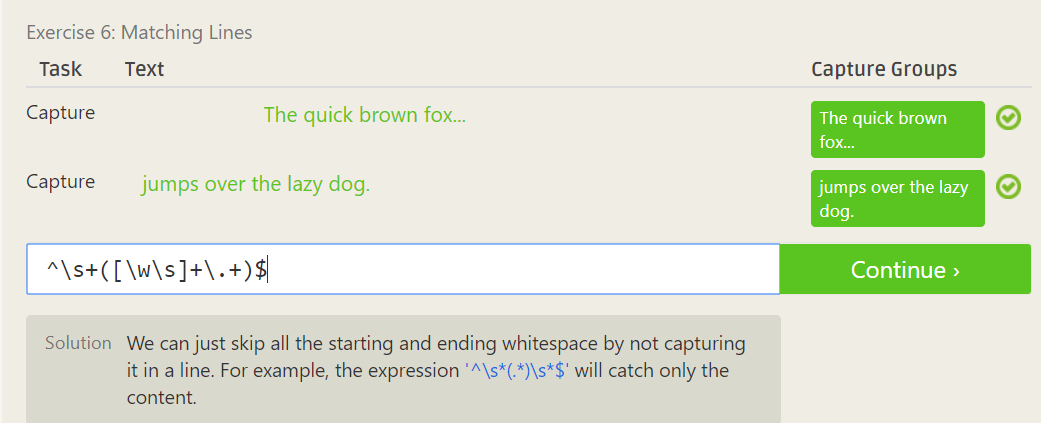 Exercise 6: Matching Lines
Task Text Capture Groups
Capture The quick brown fox... The quick brown
fox...
Capture jumps over the lazy dog. jumps over the lazy
dog.
^\s+([\w\s]+\.+)$ Continue ›
Solution We can just skip all the starting and ending whitespace by not capturing
it in a line. For example, the expression '^\s*(.*)\s*$' will catch only the
content.